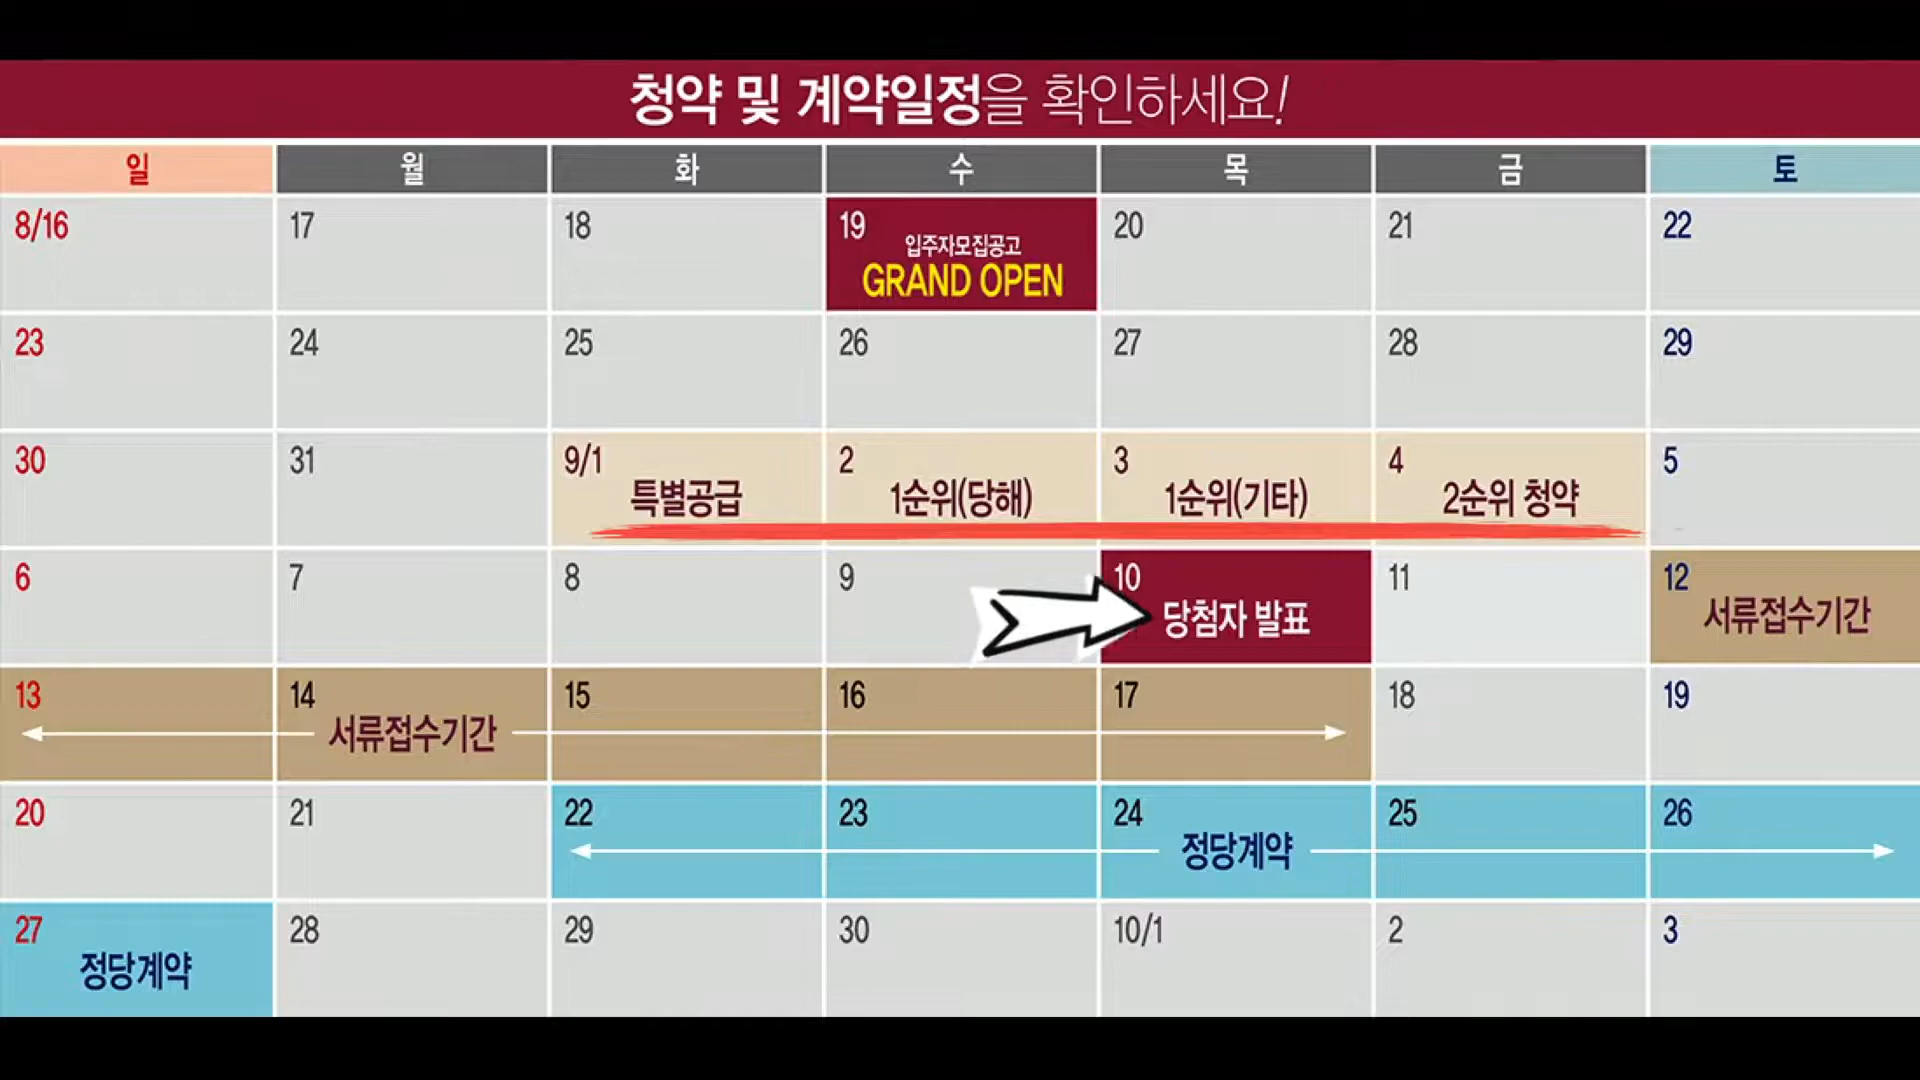 청약 및 계약일정을 확인하세요!
일 월 화 수 목 금 토
8/16 17 18 19 20 21 22
입주자모집공고
GRAND OPEN
23 24 25 26 27 28 29
30 31 9/1 2 3 4 5
특별공급 1순위(당해) 1순위(기타) 2순위 청약
6 7 8 9 10 11 12
당첨자 발표 서류접수기간
13 14 15 16 17 18 19
서류접수기간
20 21 22 23 24 25 26
정당계약
27 28 29 30 10/1 2 3
정당계약